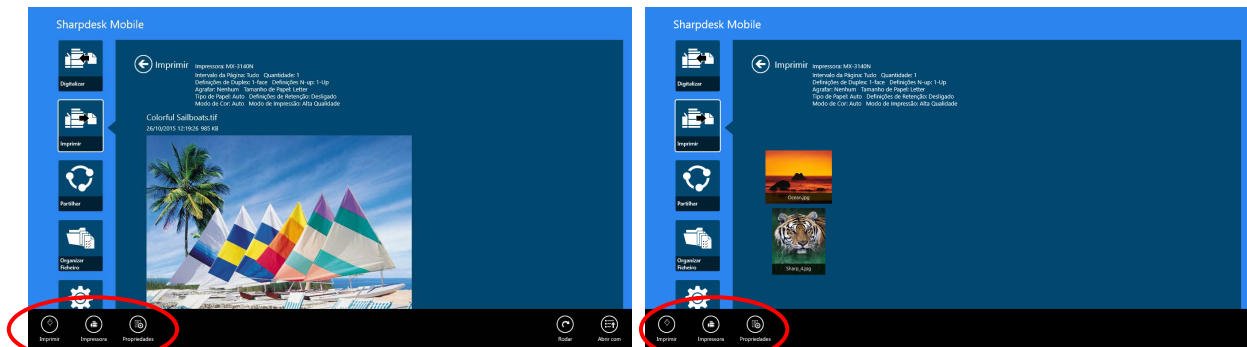 Sharpdesk Mobile
Digitalizar
Imprimir
Partilhar
Organizar
Ficheiro
Imprimir
Impressora: MX-3140N
Intervalo da Página: Tudo Quantidade: 1
Definições de Duplex: 1-face Definições N-up: 1-Up
Agrafar: Nenhum Tamanho de Papel: Letter
Tipo de Papel: Auto Definições de Retenção: Desligado
Modo de Cor: Auto Modo de Impressão: Alta Qualidade
Colorful Sailboats.tif
26/10/2015 12:19:26 985 KB
Imprimir
Impressora
Propriedades
Rodar
Abrir com
Sharpdesk Mobile
Digitalizar
Imprimir
Partilhar
Organizar
Ficheiro
Imprimir
Impressora: MX-3140N
Intervalo da Página: Tudo Quantidade: 1
Definições de Duplex: 1-face Definições N-up: 1-Up
Agrafar: Nenhum Tamanho de Papel: Letter
Tipo de Papel: Auto Definições de Retenção: Desligado
Modo de Cor: Auto Modo de Impressão: Alta Qualidade
Ocean.jpg
Sharp_4.jpg
Imprimir
Impressora
Propriedades